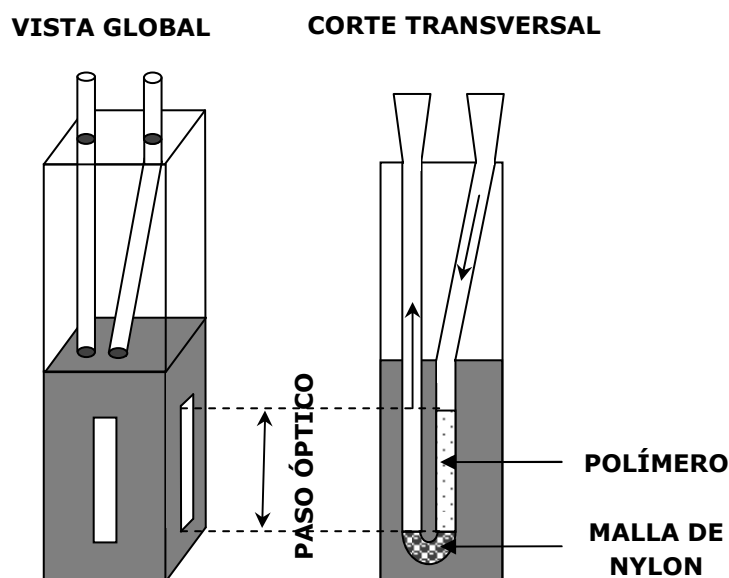 VISTA GLOBAL
CORTE TRANSVERSAL
PASO ÓPTICO
POLÍMERO
MALLA DE
NYLON